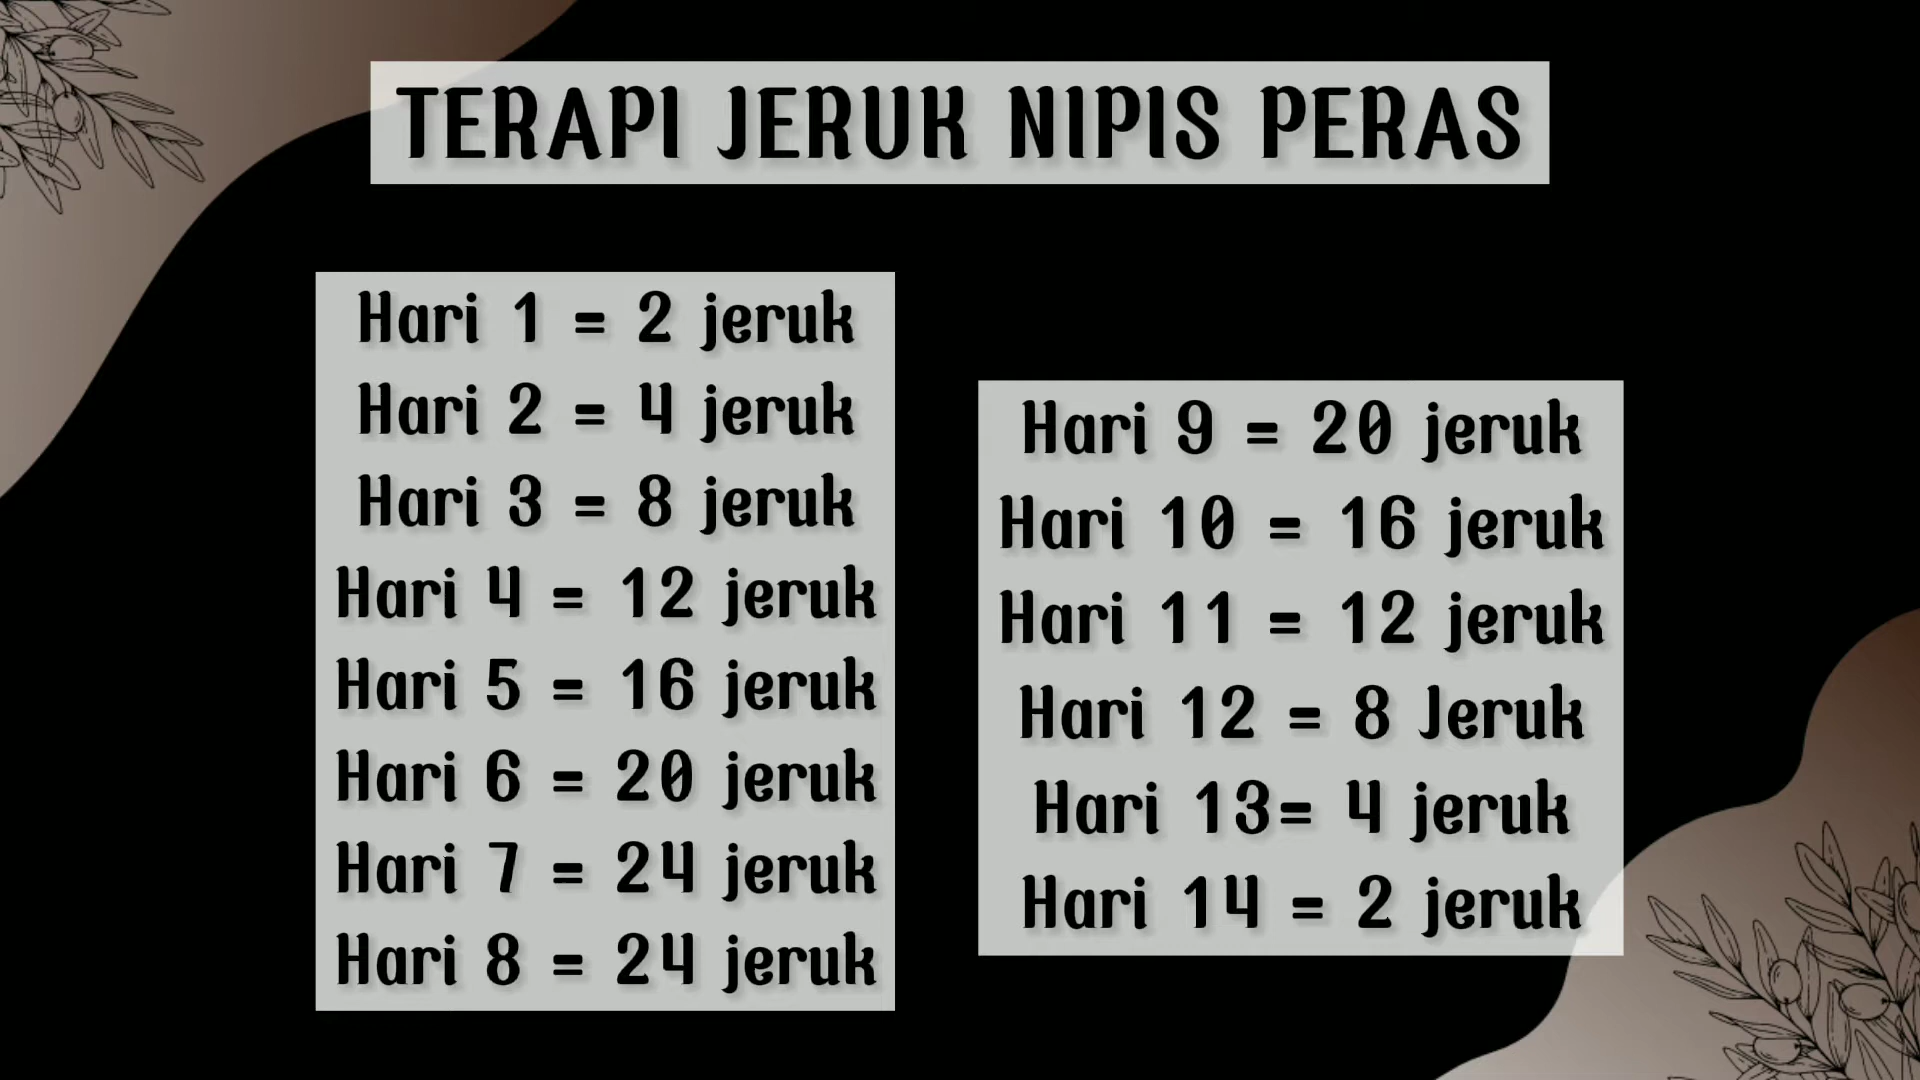 TERAPI JERUK NIPIS PERAS
Hari 1 = 2 jeruk
Hari 2 = 4 jeruk
Hari 3 = 8 jeruk
Hari 4 = 12 jeruk
Hari 5 = 16 jeruk
Hari 6 = 20 jeruk
Hari 7 = 24 jeruk
Hari 8 = 24 jeruk
Hari 9 = 20 jeruk
Hari 10 = 16 jeruk
Hari 11 = 12 jeruk
Hari 12 = 8 Jeruk
Hari 13= 4 jeruk
Hari 14 = 2 jeruk